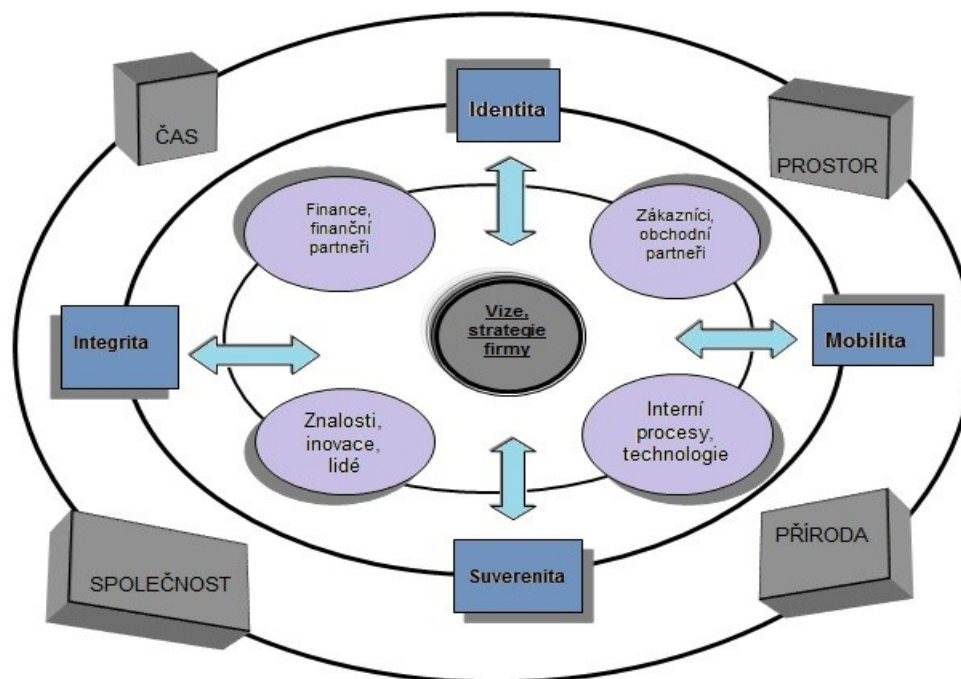 ČAS
PROSTOR
Identita
Finance,
finanční
partneři
Zákazníci,
obchodní
partneři
Vize,
strategie
firmy
Integrita
Mobilita
Znalosti,
inovace,
lidé
Interní
procesy,
technologie
SPOLEČNOST
Suverenita
PŘÍRODA